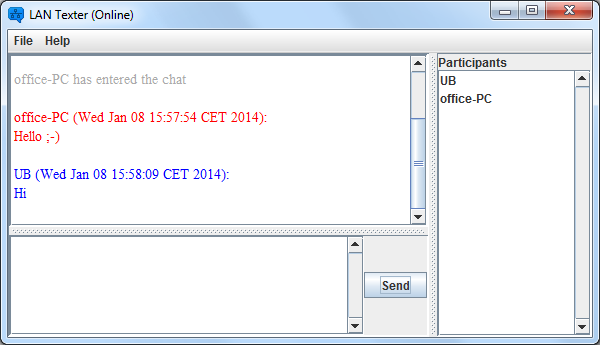 LAN Texter (Online)
File Help
office-PC has entered the chat
office-PC (Wed Jan 08 15:57:54 CET 2014):
Hello ;-)
UB (Wed Jan 08 15:58:09 CET 2014):
Hi
Send
Participants
UB
office-PC